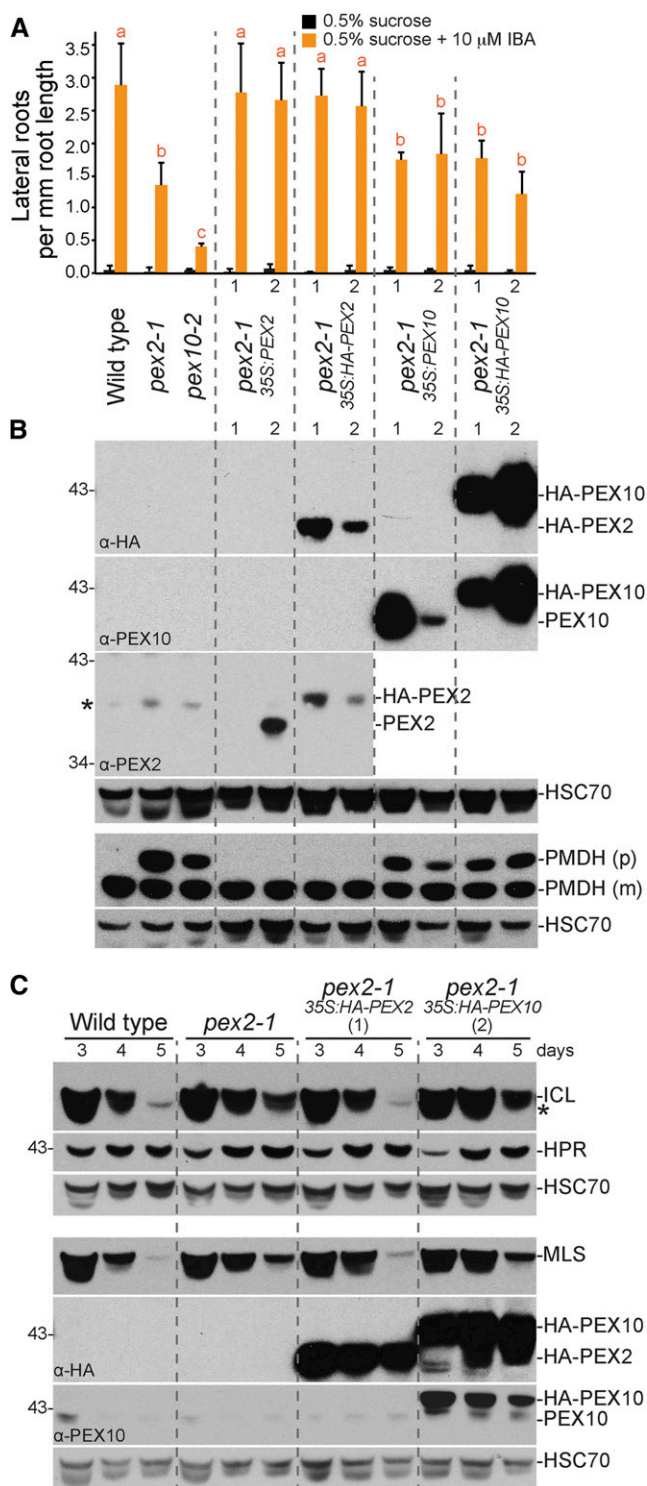 A
0.5% sucrose
0.5% sucrose + 10 μM IBA
Lateral roots
per mm root length
3.5
3.0
2.5
2.0
1.5
1.0
0.5
0.0
a
b
c
a
a
a
a
b
b
b
b
1 2 1 2 1 2 1 2
Wild type
pex2-1
pex10-2
pex2-1
35S:PEX2
pex2-1
35S:HA-PEX2
pex2-1
35S:PEX10
pex2-1
35S:HA-PEX10
B
1 2 1 2 1 2 1 2
43-
-HA-PEX10
-HA-PEX2
α-HA
43-
-HA-PEX10
-PEX10
α-PEX10
43-
-HA-PEX2
*
-PEX2
34-
α-PEX2
-HSC70
-PMDH (p)
-PMDH (m)
-HSC70
C
Wild type
pex2-1
pex2-1
35S:HA-PEX2
(1)
pex2-1
35S:HA-PEX10
(2)
3 4 5 3 4 5 3 4 5 3 4 5 days
-ICL
*
43-
-HPR
-HSC70
-MLS
43-
-HA-PEX10
-HA-PEX2
α-HA
43-
-HA-PEX10
-PEX10
α-PEX10
-HSC70